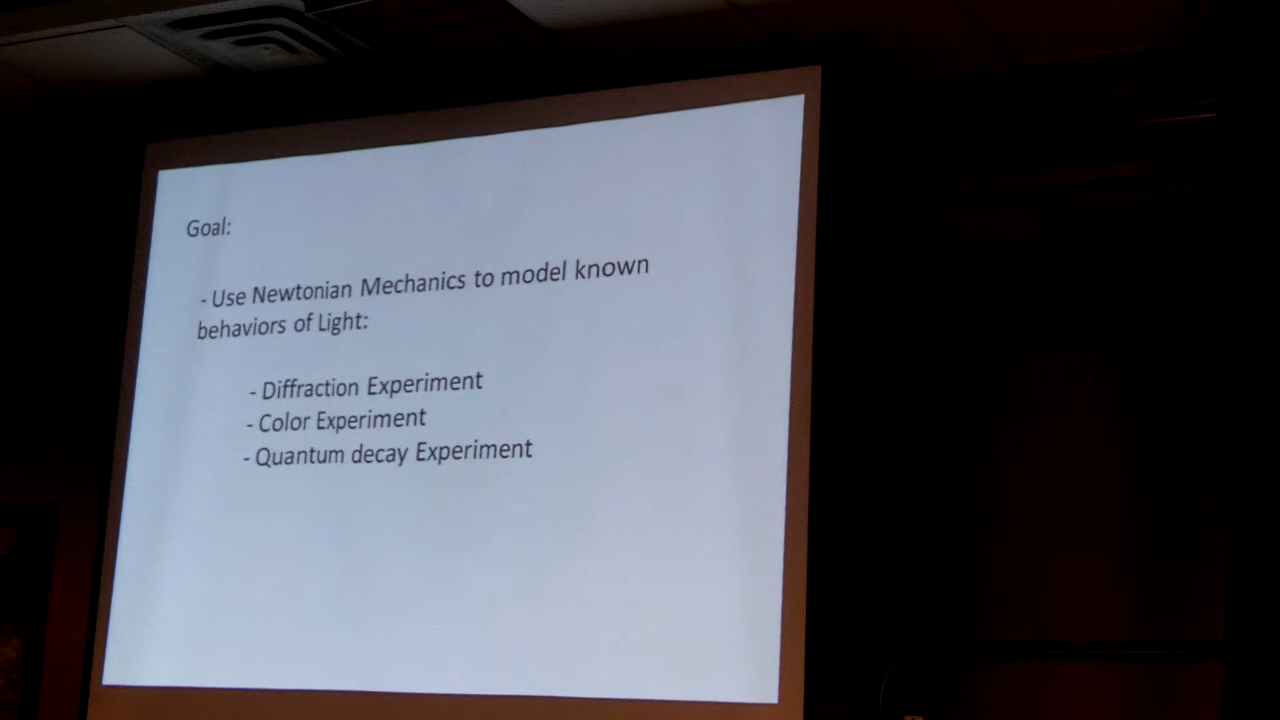 Goal:
- Use Newtonian Mechanics to model known
behaviors of Light:
- Diffraction Experiment
- Color Experiment
- Quantum decay Experiment